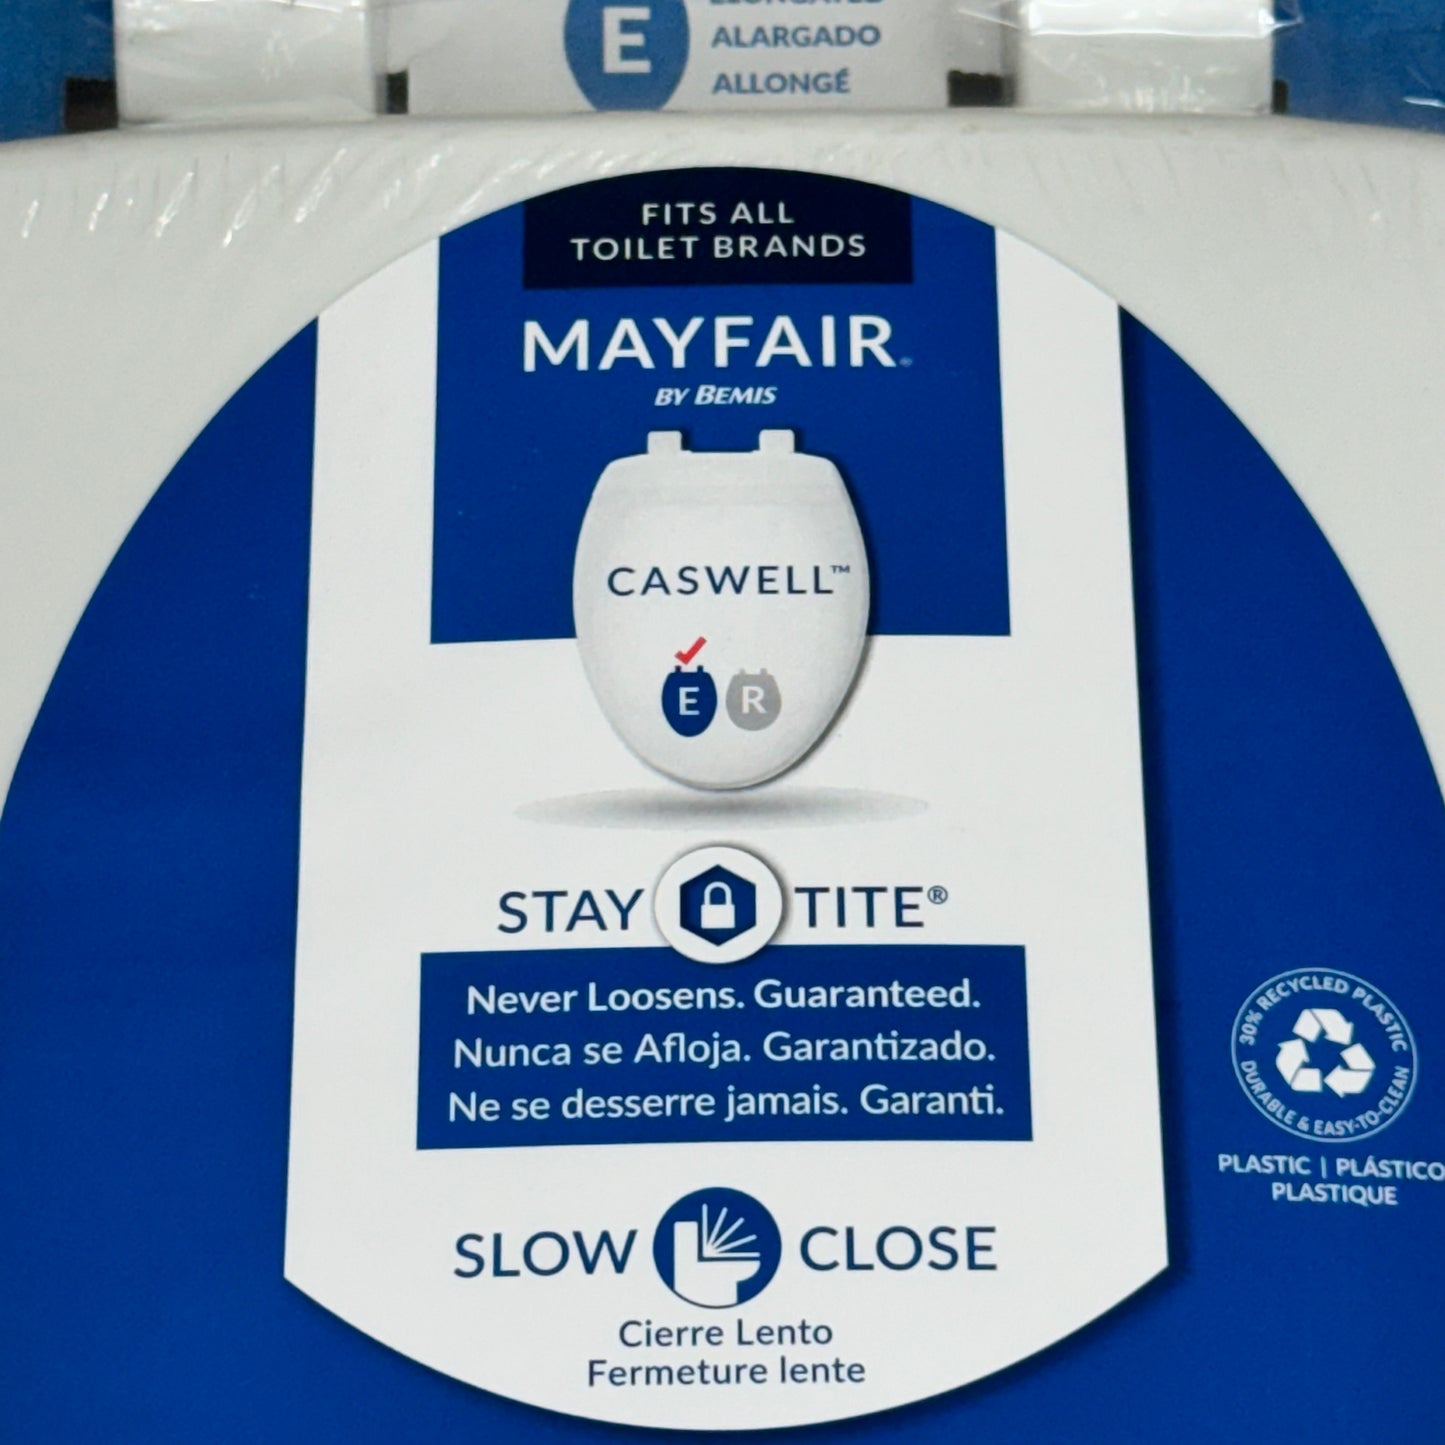 E
ELONGATED
ALARGADO
ALLONGÉ
FITS ALL
TOILET BRANDS
MAYFAIR®
BY BEMIS
CASWELL™
E R
STAY TITE®
Never Loosens. Guaranteed.
Nunca se Afloja. Garantizado.
Ne se desserre jamais. Garanti.
30% RECYCLED PLASTIC
DURABLE & EASY-TO-CLEAN
PLASTIC | PLÁSTICO
PLASTIQUE
SLOW CLOSE
Cierre Lento
Fermeture lente